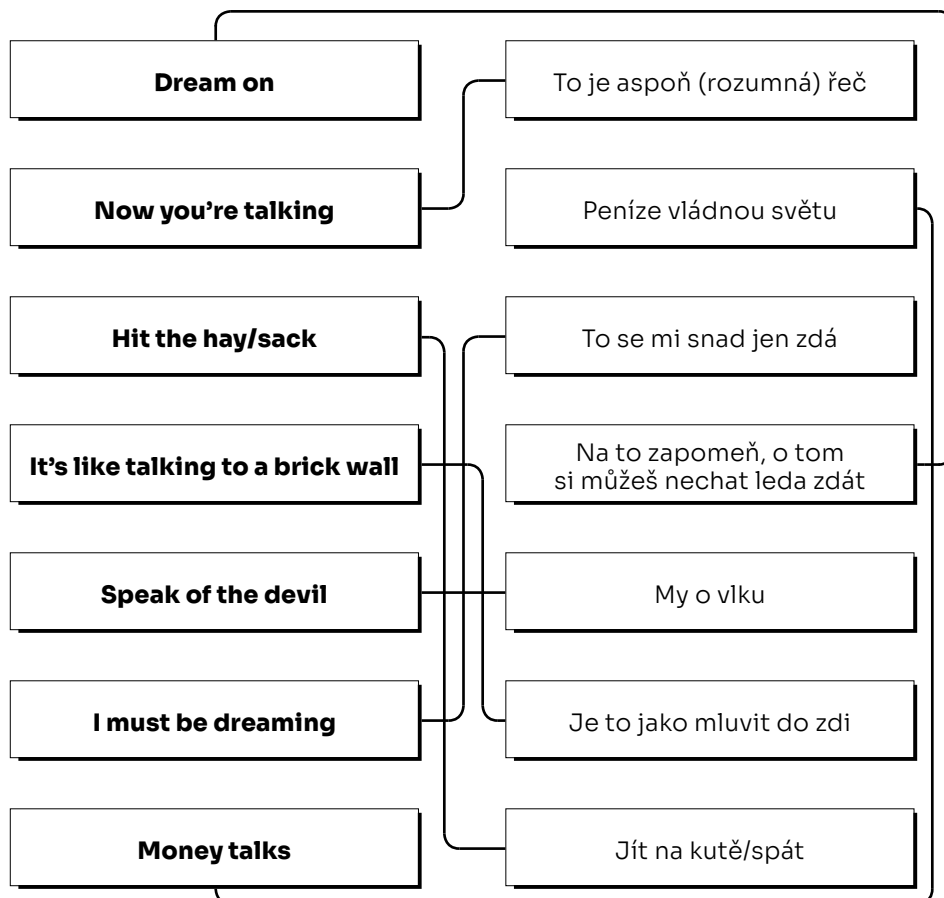 Dream on
To je aspoň (rozumná) řeč
Now you’re talking
Peníze vládnou světu
Hit the hay/sack
To se mi snad jen zdá
It’s like talking to a brick wall
Na to zapomeň, o tom
si můžeš nechat leda zdát
Speak of the devil
My o vlku
I must be dreaming
Je to jako mluvit do zdi
Money talks
Jít na kutě/spát